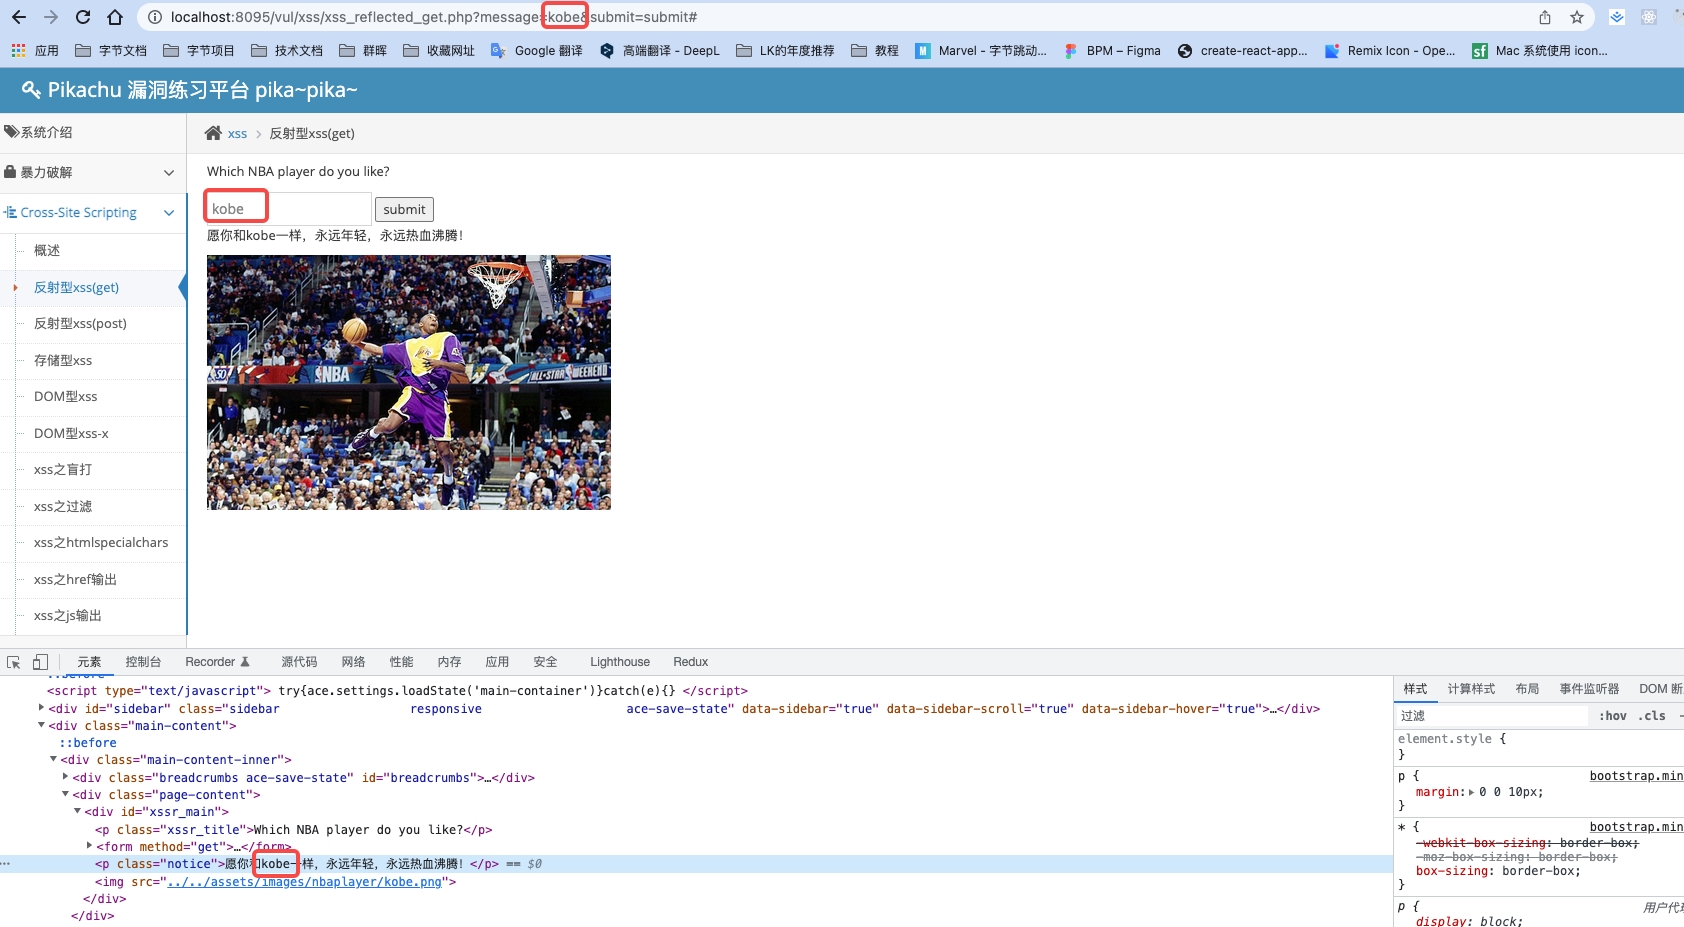 localhost:8095/vul/xss/xss_reflected_get.php?message=kobe&submit=submit#
应用 字节文档 字节项目 技术文档 群晖 收藏网址 Google 翻译 高端翻译 - DeepL LK的年度推荐 教程 Marvel - 字节跳动... BPM – Figma create-react-app... Remix Icon - Ope... Mac 系统使用 icon...
Pikachu 漏洞练习平台 pika~pika~
系统介绍
暴力破解
Cross-Site Scripting
概述
反射型xss(get)
反射型xss(post)
存储型xss
DOM型xss
DOM型xss-x
xss之盲打
xss之过滤
xss之htmlspecialchars
xss之href输出
xss之js输出
xss > 反射型xss(get)
Which NBA player do you like?
kobe submit
愿你和kobe一样，永远年轻，永远热血沸腾！
NBA
ALL-STAR WEEKEND
元素 控制台 Recorder 源代码 网络 性能 内存 应用 安全 Lighthouse Redux
::before
<script type="text/javascript"> try{ace.settings.loadState('main-container')}catch(e){} </script>
<div id="sidebar" class="sidebar responsive ace-save-state" data-sidebar="true" data-sidebar-scroll="true" data-sidebar-hover="true">…</div>
<div class="main-content">
::before
<div class="main-content-inner">
<div class="breadcrumbs ace-save-state" id="breadcrumbs">…</div>
<div class="page-content">
<div id="xssr_main">
<p class="xssr_title">Which NBA player do you like?</p>
<form method="get">…</form>
<p class="notice">愿你和kobe一样，永远年轻，永远热血沸腾！</p> == $0
<img src="../../assets/images/nbaplayer/kobe.png">
</div>
</div>
样式 计算样式 布局 事件监听器 DOM 断
过滤 :hov .cls
element.style {
}
p { bootstrap.min
margin: 0 0 10px;
}
* { bootstrap.min
-webkit-box-sizing: border-box;
-moz-box-sizing: border-box;
box-sizing: border-box;
}
p { 用户代理
display: block;